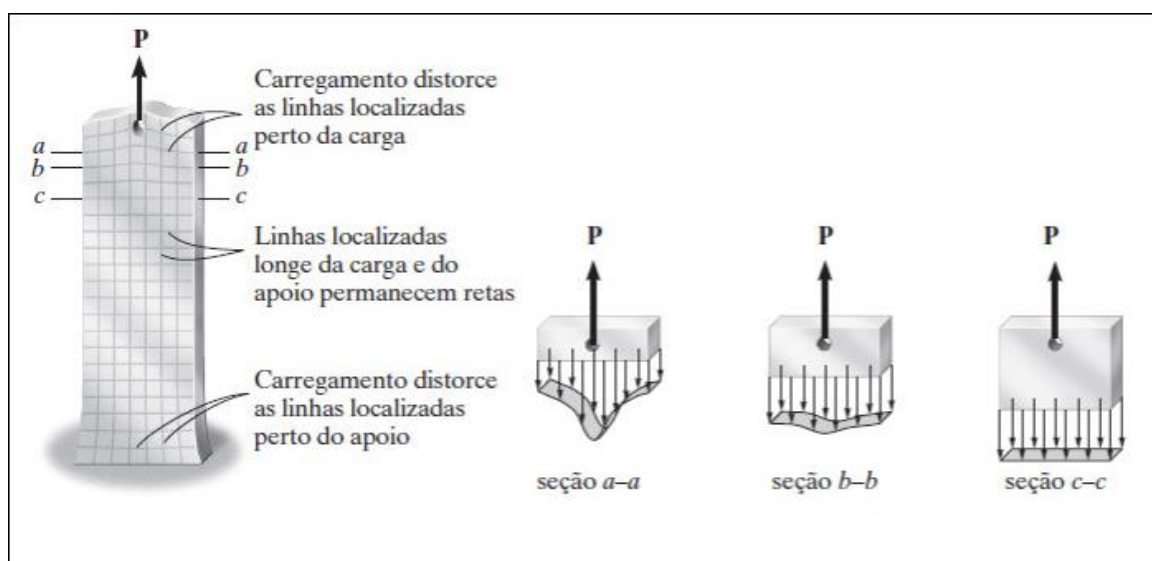 P
Carregamento distorce
as linhas localizadas
perto da carga
a
a
b
b
c
c
Linhas localizadas
longe da carga e do
apoio permanecem retas
Carregamento distorce
as linhas localizadas
perto do apoio
P
P
P
seção a–a
seção b–b
seção c–c